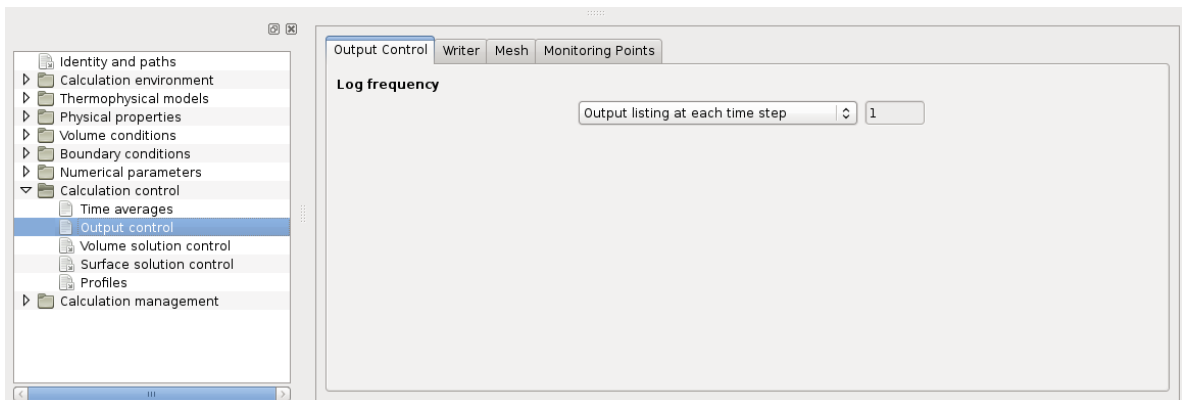 Identity and paths
Calculation environment
Thermophysical models
Physical properties
Volume conditions
Boundary conditions
Numerical parameters
Calculation control
Time averages
Output control
Volume solution control
Surface solution control
Profiles
Calculation management
Output Control Writer Mesh Monitoring Points
Log frequency
Output listing at each time step 1